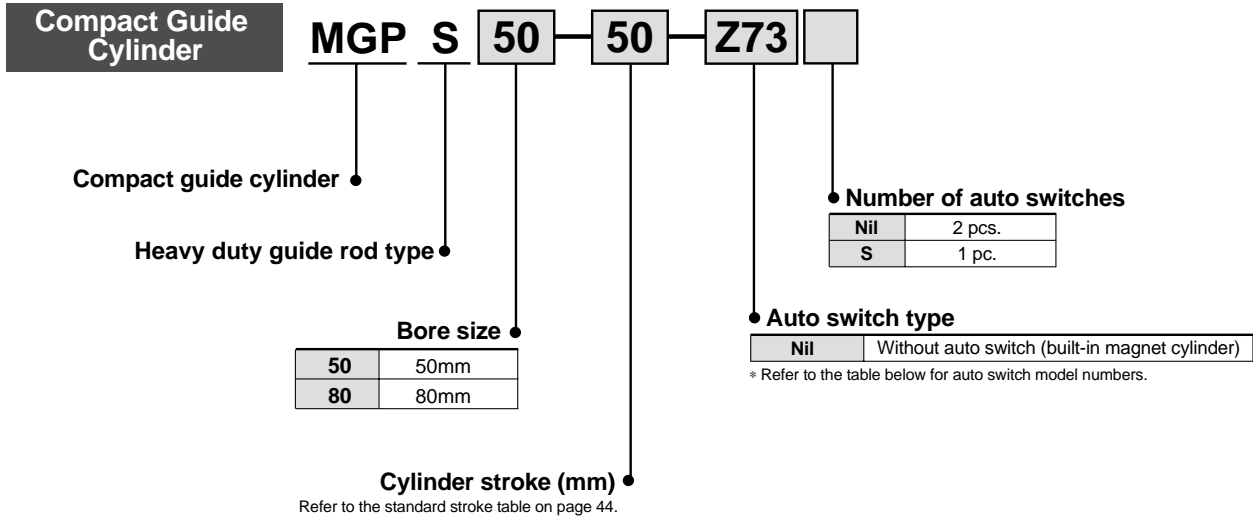 Compact Guide
Cylinder
MGP S 50 50 Z73
Compact guide cylinder
Heavy duty guide rod type
Bore size
50 50mm
80 80mm
Cylinder stroke (mm)
Refer to the standard stroke table on page 44.
Number of auto switches
Nil 2 pcs.
S 1 pc.
Auto switch type
Nil Without auto switch (built-in magnet cylinder)
∗ Refer to the table below for auto switch model numbers.